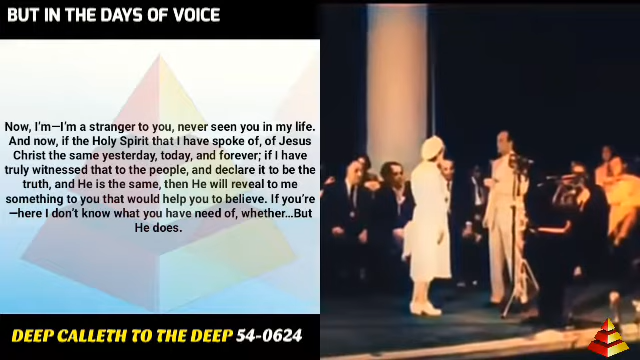 BUT IN THE DAYS OF VOICE
Now, I'm—I'm a stranger to you, never seen you in my life.
And now, if the Holy Spirit that I have spoke of, of Jesus
Christ the same yesterday, today, and forever; if I have
truly witnessed that to the people, and declare it to be the
truth, and He is the same, then He will reveal to me
something to you that would help you to believe. If you're
—here I don't know what you have need of, whether...But
He does.
DEEP CALLETH TO THE DEEP 54-0624